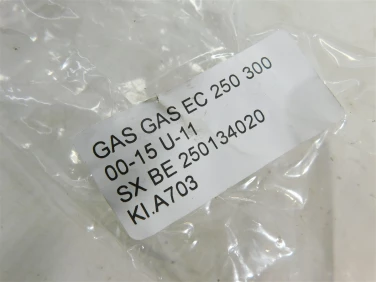 GAS GAS EC 250 300
00-15 U-11
SX BE 250134020
KI.A703